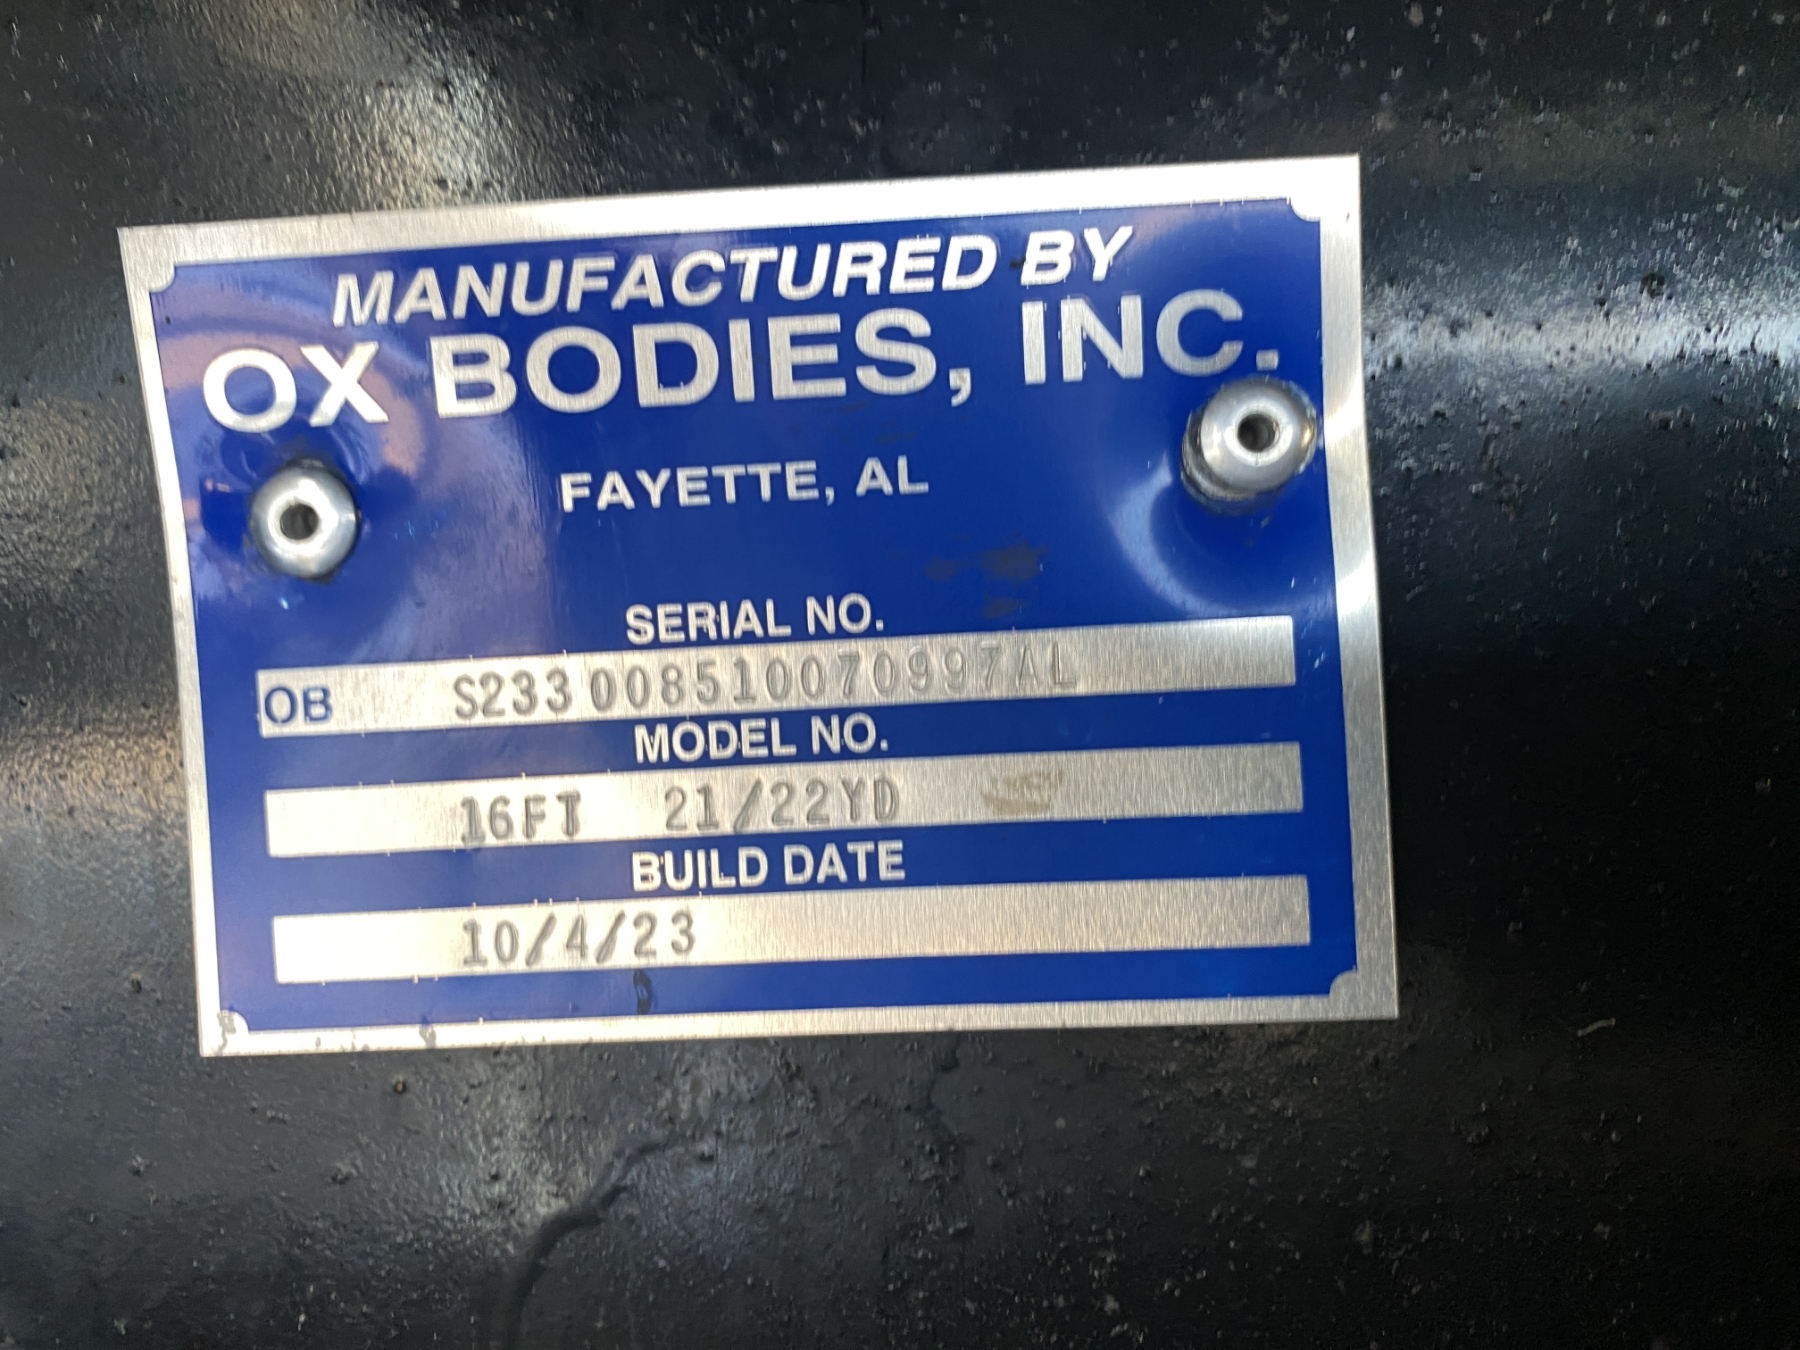 MANUFACTURED BY
OX BODIES, INC.
FAYETTE, AL
SERIAL NO.
OB S233008510070997AL
MODEL NO.
16FT 21/22YD
BUILD DATE
10/4/23